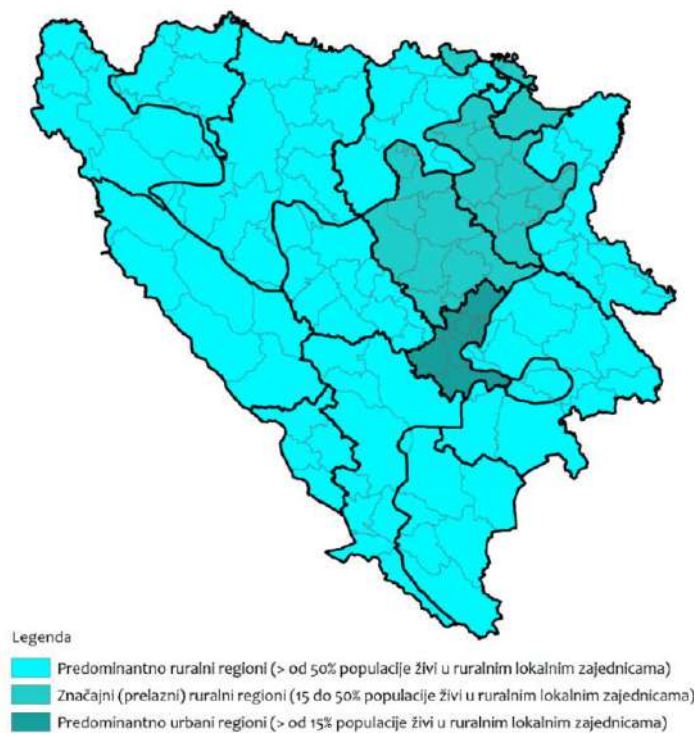 Legenda
Predominantno ruralni regioni (> od 50% populacije živi u ruralnim lokalnim zajednicama)
Značajni (prelazni) ruralni regioni (15 do 50% populacije živi u ruralnim lokalnim zajednicama)
Predominantno urbani regioni (> od 15% populacije živi u ruralnim lokalnim zajednicama)